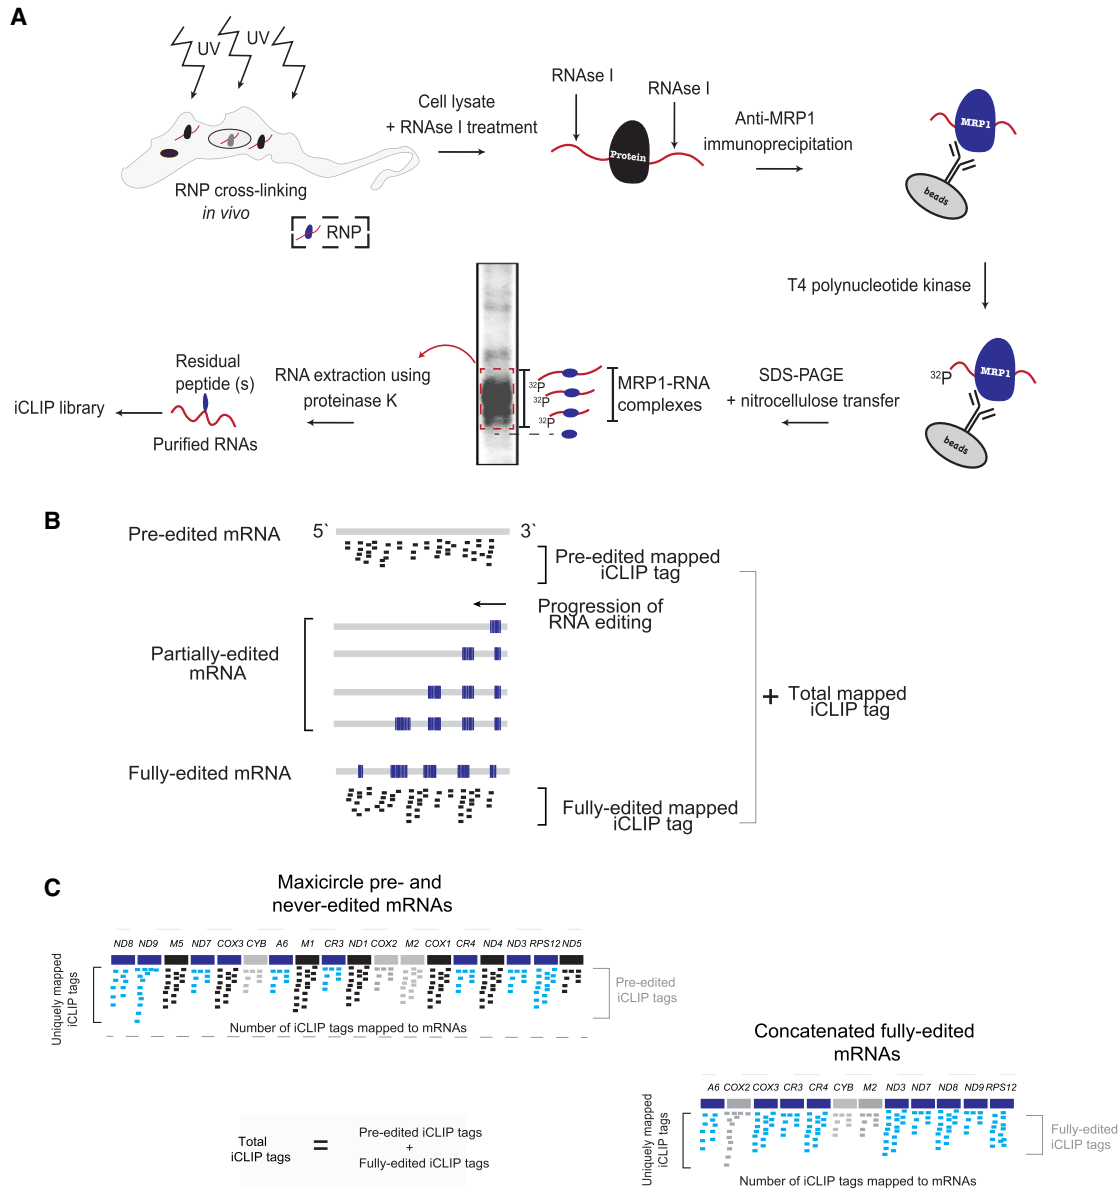 A
UV
UV
RNP cross-linking
in vivo
RNP
Cell lysate
+ RNAse I treatment
RNAse I
RNAse I
Protein
Anti-MRP1
immunoprecipitation
MRP1
beads
T4 polynucleotide kinase
32P
MRP1
beads
SDS-PAGE
+ nitrocellulose transfer
MRP1-RNA
complexes
32P
32P
32P
RNA extraction using
proteinase K
Residual
peptide (s)
Purified RNAs
iCLIP library
B
Pre-edited mRNA
5`
3`
Pre-edited mapped
iCLIP tag
Progression of
RNA editing
Partially-edited
mRNA
+
Total mapped
iCLIP tag
Fully-edited mRNA
Fully-edited mapped
iCLIP tag
C
Maxicircle pre- and
never-edited mRNAs
ND8 ND9 M5 ND7 COX3 CYB A6 M1 CR3 ND1 COX2 M2 COX1 CR4 ND4 ND3 RPS12 ND5
Uniquely mapped
iCLIP tags
Pre-edited
iCLIP tags
Number of iCLIP tags mapped to mRNAs
Concatenated fully-edited
mRNAs
A6 COX2 COX3 CR3 CR4 CYB M2 ND3 ND7 ND8 ND9 RPS12
Uniquely mapped
iCLIP tags
Fully-edited
iCLIP tags
Number of iCLIP tags mapped to mRNAs
Total
iCLIP tags
=
Pre-edited iCLIP tags
+
Fully-edited iCLIP tags